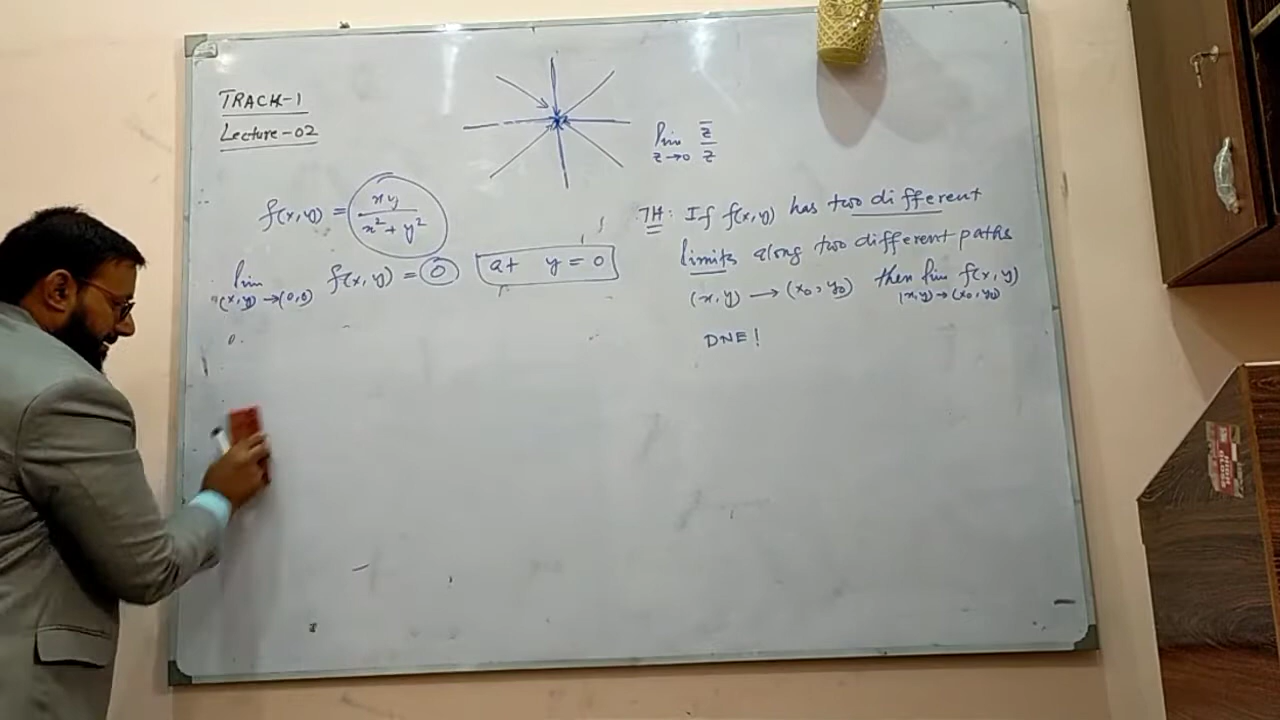 TRACK-1
Lecture-02
lim z→0 z̅/z
f(x,y) = xy/(x² + y²)
lim (x,y)→(0,0) f(x,y) = 0 at y = 0
TH: If f(x,y) has two different
limits along two different paths
(x,y) → (x₀,y₀) then lim f(x,y)
(x,y)→(x₀,y₀)
DNE!